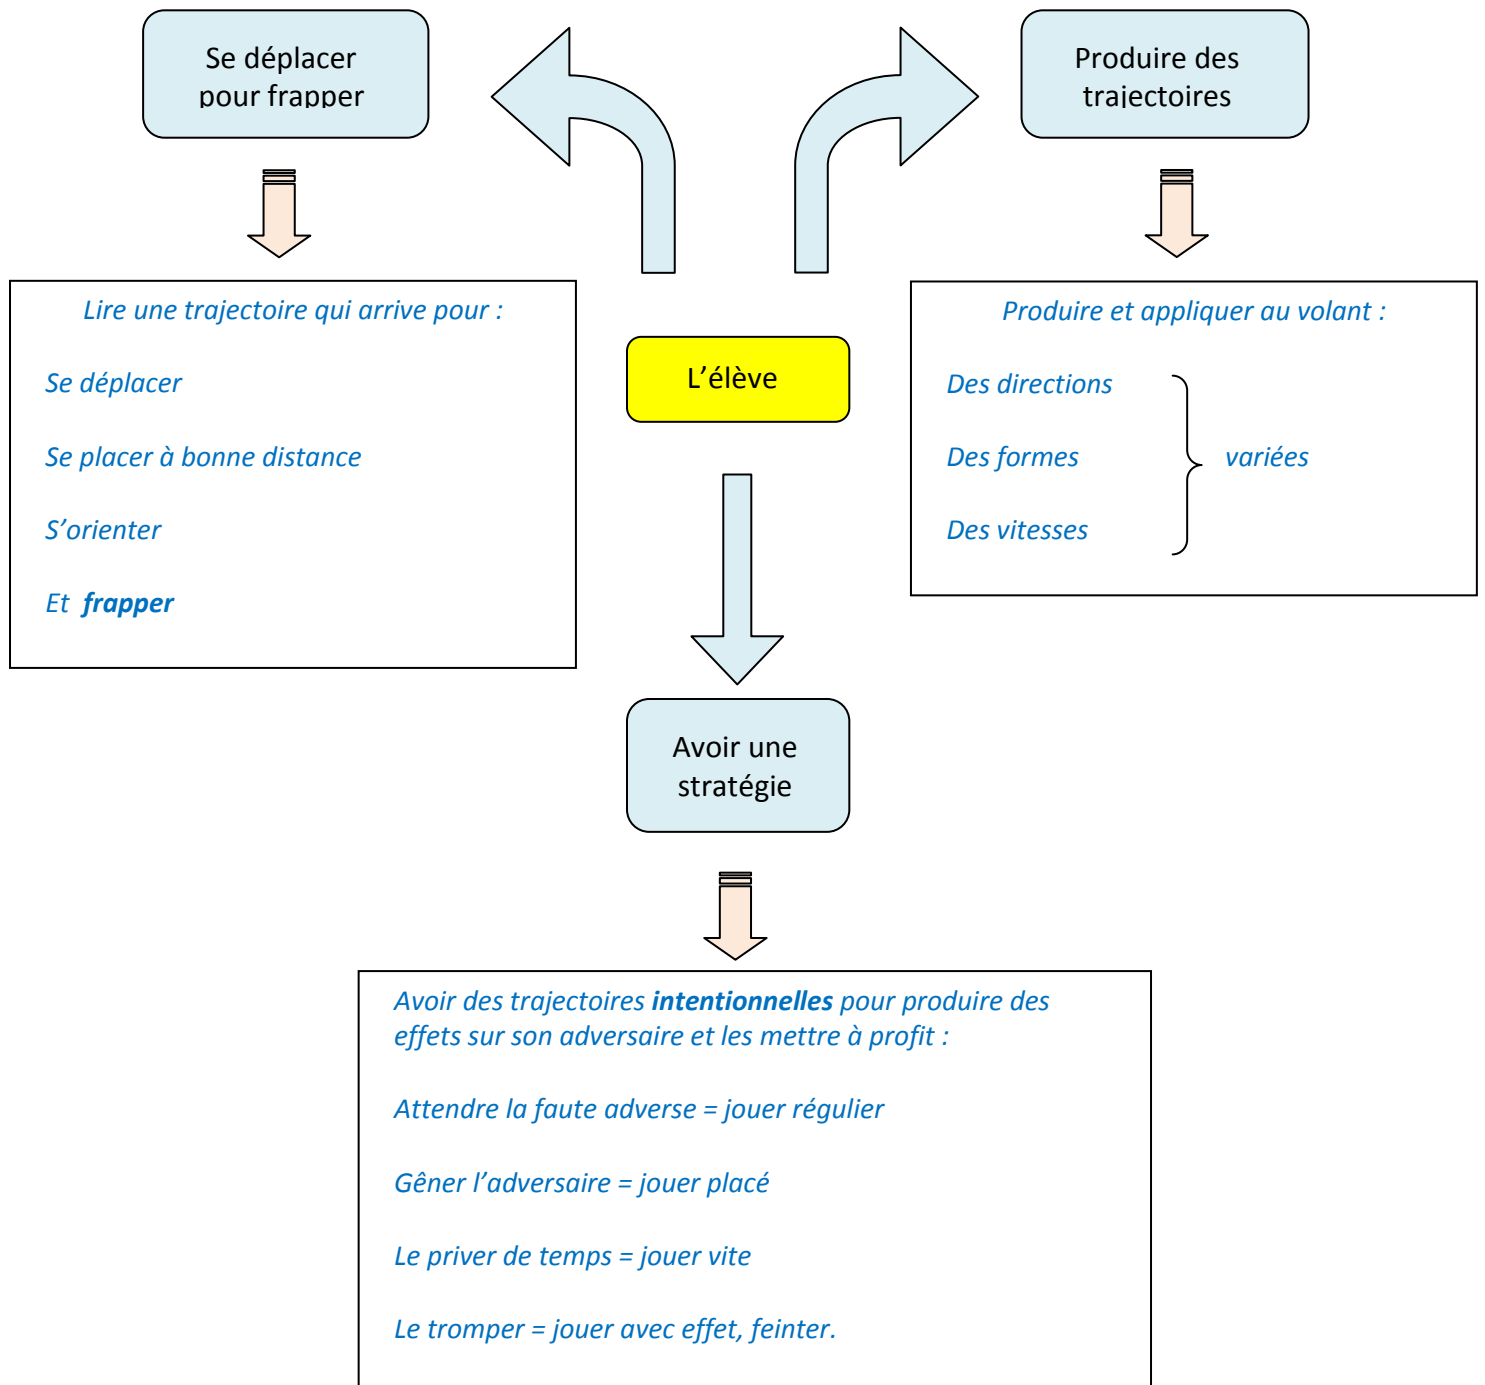 Se déplacer
pour frapper
Produire des
trajectoires
Lire une trajectoire qui arrive pour :
Se déplacer
Se placer à bonne distance
S’orienter
Et frapper
L’élève
Produire et appliquer au volant :
Des directions
Des formes
variées
Des vitesses
Avoir une
stratégie
Avoir des trajectoires intentionnelles pour produire des
effets sur son adversaire et les mettre à profit :
Attendre la faute adverse = jouer régulier
Gêner l’adversaire = jouer placé
Le priver de temps = jouer vite
Le tromper = jouer avec effet, feinter.